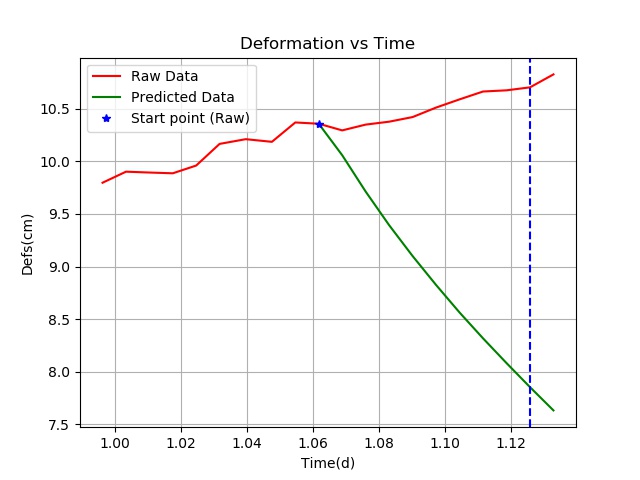 Deformation vs Time
Raw Data
Predicted Data
Start point (Raw)
10.5
10.0
9.5
9.0
8.5
8.0
7.5
Defs(cm)
1.00 1.02 1.04 1.06 1.08 1.10 1.12
Time(d)